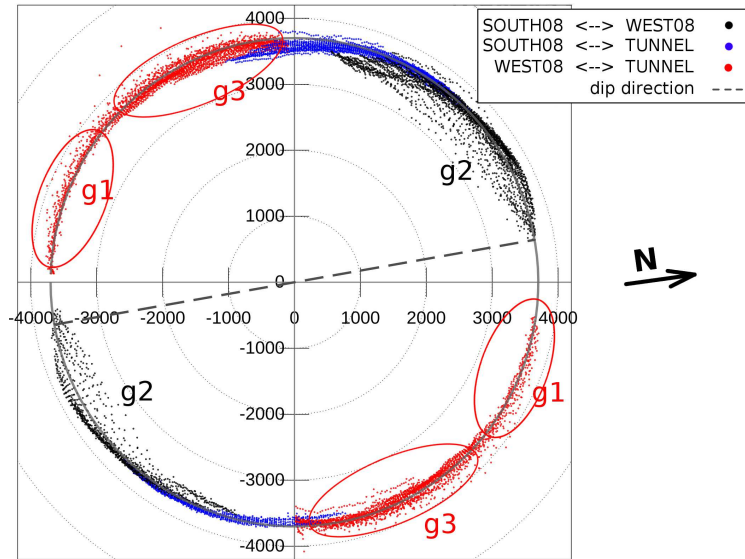 4000
3000
2000
1000
0
-1000
-2000
-3000
-4000
-4000 -3000 -2000 -1000 0 1000 2000 3000 4000
SOUTH08 <--> WEST08
SOUTH08 <--> TUNNEL
WEST08 <--> TUNNEL
dip direction
g3
g1
g2
N
g2
g1
g3